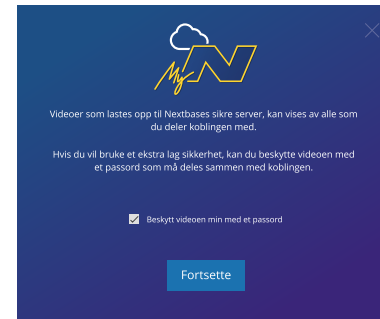 My N
Videoer som lastes opp til Nextbases sikre server, kan vises av alle som
du deler koblingen med.
Hvis du vil bruke et ekstra lag sikkerhet, kan du beskytte videoen med
et passord som må deles sammen med koblingen.
Beskytt videoen min med et passord
Fortsette